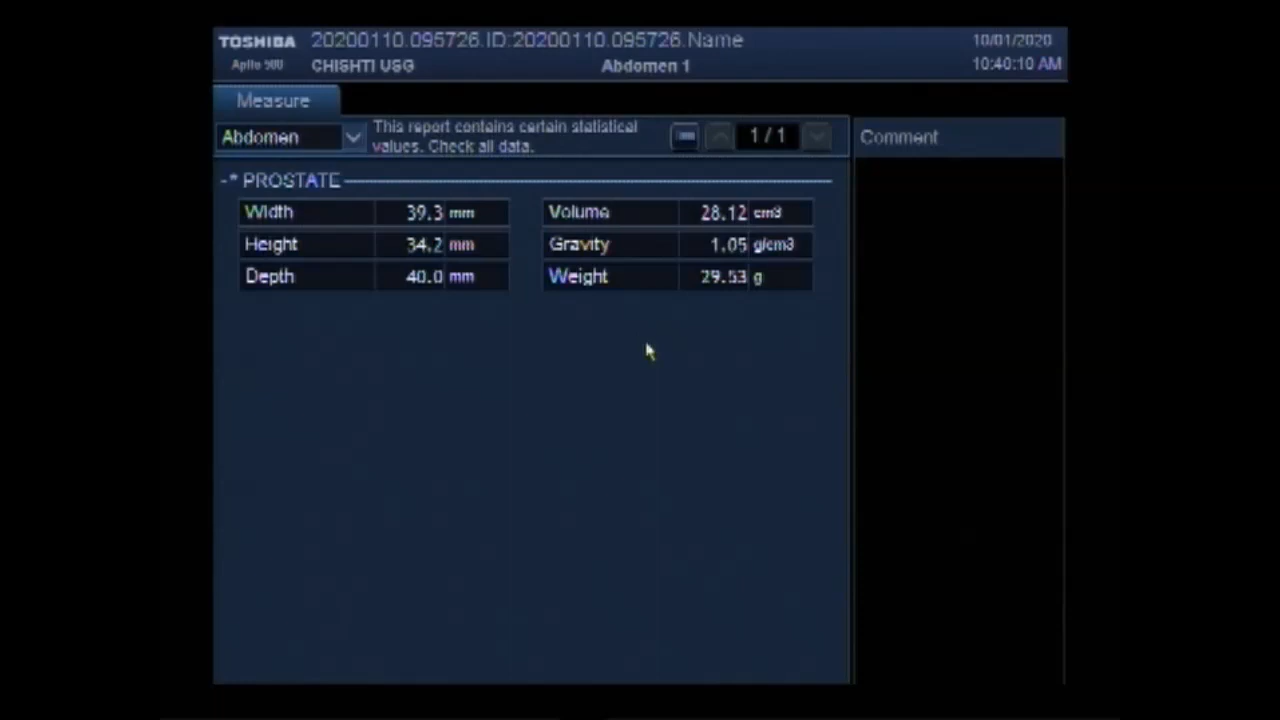 TOSHIBA 20200110.095726.ID:20200110.095726.Name 10/01/2020
Aplio 500 CHISHTI USG Abdomen 1 10:40:10 AM
Measure
Abdomen This report contains certain statistical values. Check all data. 1 / 1 Comment
-* PROSTATE
Width 39.3 mm Volume 28.12 cm3
Height 34.2 mm Gravity 1.05 g/cm3
Depth 40.0 mm Weight 29.53 g